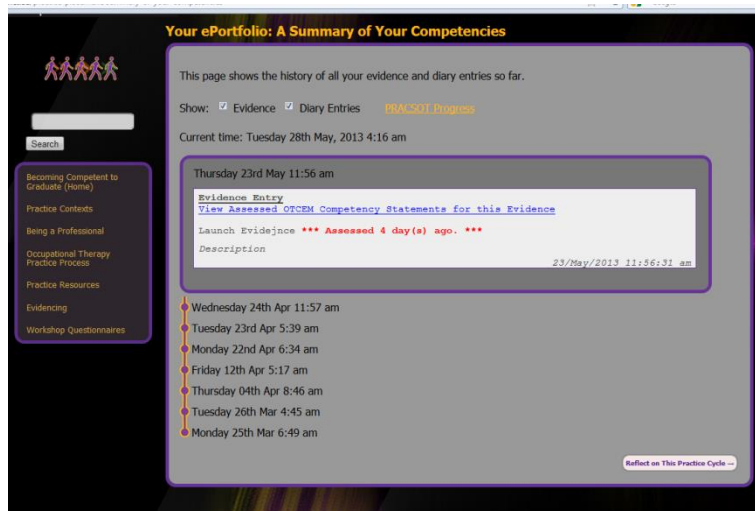 Your ePortfolio: A Summary of Your Competencies
This page shows the history of all your evidence and diary entries so far.
Show: Evidence Diary Entries PRACSOT Progress
Current time: Tuesday 28th May, 2013 4:16 am
Search
Becoming Competent to
Graduate (Home)
Practice Contexts
Being a Professional
Occupational Therapy
Practice Process
Practice Resources
Evidencing
Workshop Questionnaires
Thursday 23rd May 11:56 am
Evidence Entry
View Assessed OTCEM Competency Statements for this Evidence
Launch Evidejnce *** Assessed 4 day(s) ago. ***
Description
23/May/2013 11:56:31 am
Wednesday 24th Apr 11:57 am
Tuesday 23rd Apr 5:39 am
Monday 22nd Apr 6:34 am
Friday 12th Apr 5:17 am
Thursday 04th Apr 8:46 am
Tuesday 26th Mar 4:45 am
Monday 25th Mar 6:49 am
Reflect on This Practice Cycle →